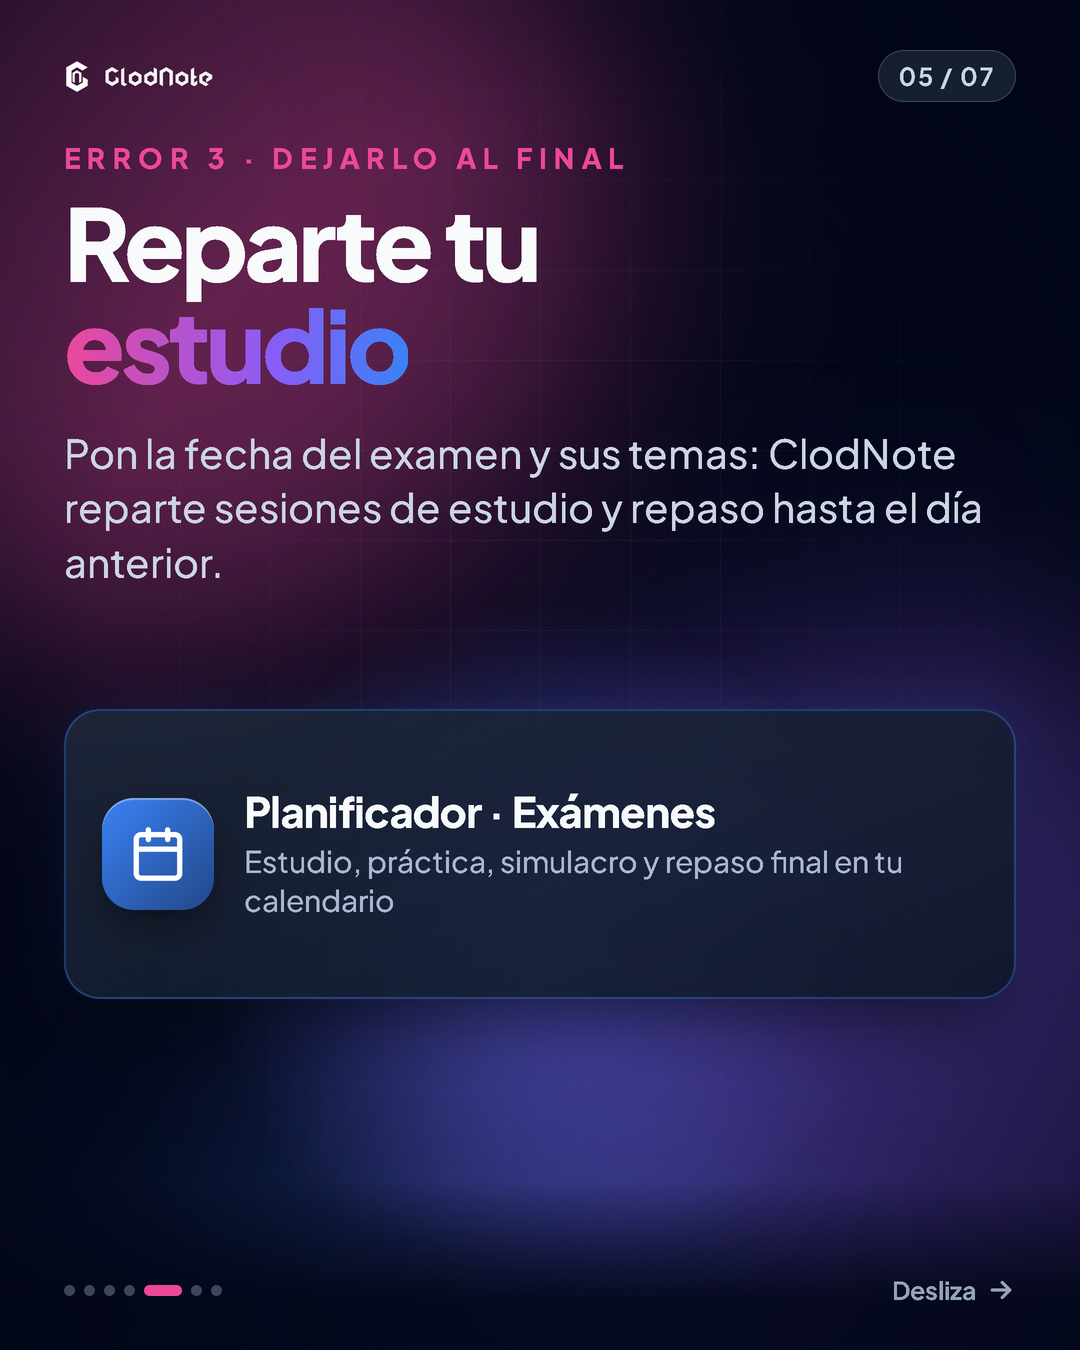 ClodNote
05 / 07
ERROR 3 · DEJARLO AL FINAL
Reparte tu
estudio
Pon la fecha del examen y sus temas: ClodNote
reparte sesiones de estudio y repaso hasta el día
anterior.
Planificador · Exámenes
Estudio, práctica, simulacro y repaso final en tu
calendario
Desliza →